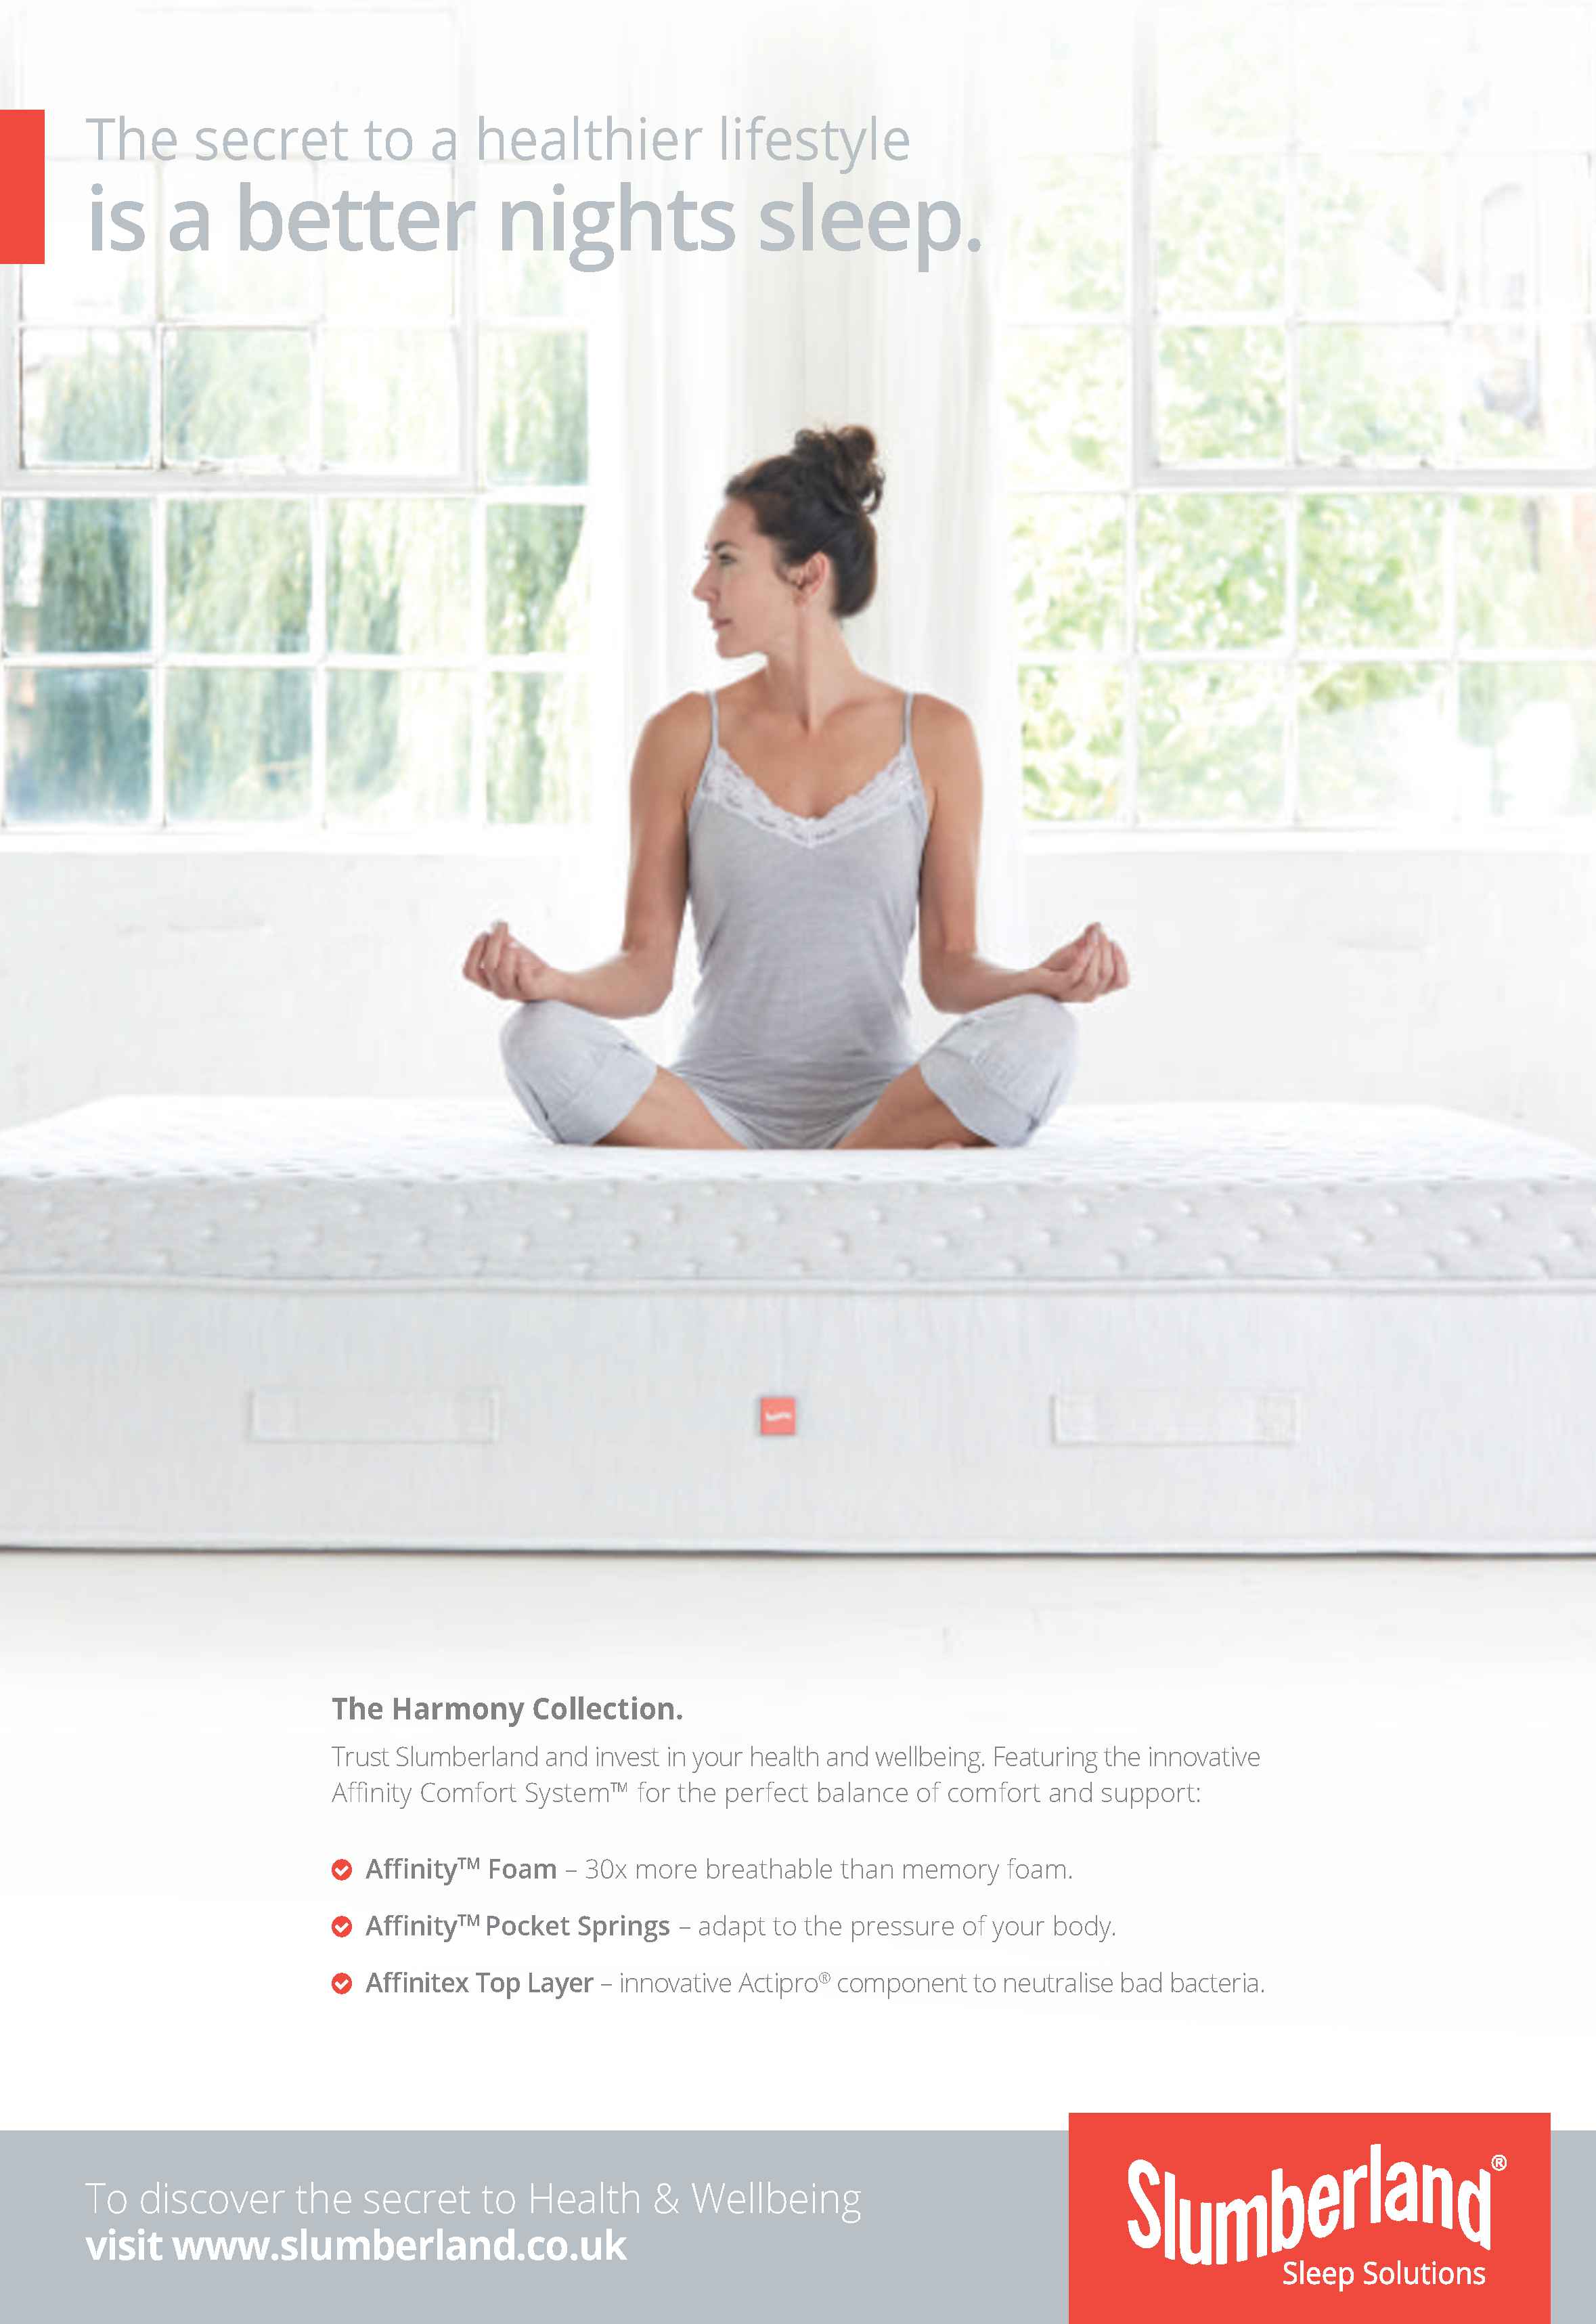 The secret to a healthier lifestyle
is a better nights sleep.
The Harmony Collection.
Trust Slumberland and invest in your health and wellbeing. Featuring the innovative
Affinity Comfort System™ for the perfect balance of comfort and support:
Affinity™ Foam – 30x more breathable than memory foam.
Affinity™ Pocket Springs – adapt to the pressure of your body.
Affinitex Top Layer – innovative Actipro® component to neutralise bad bacteria.
To discover the secret to Health & Wellbeing
visit www.slumberland.co.uk
Slumberland®
Sleep Solutions